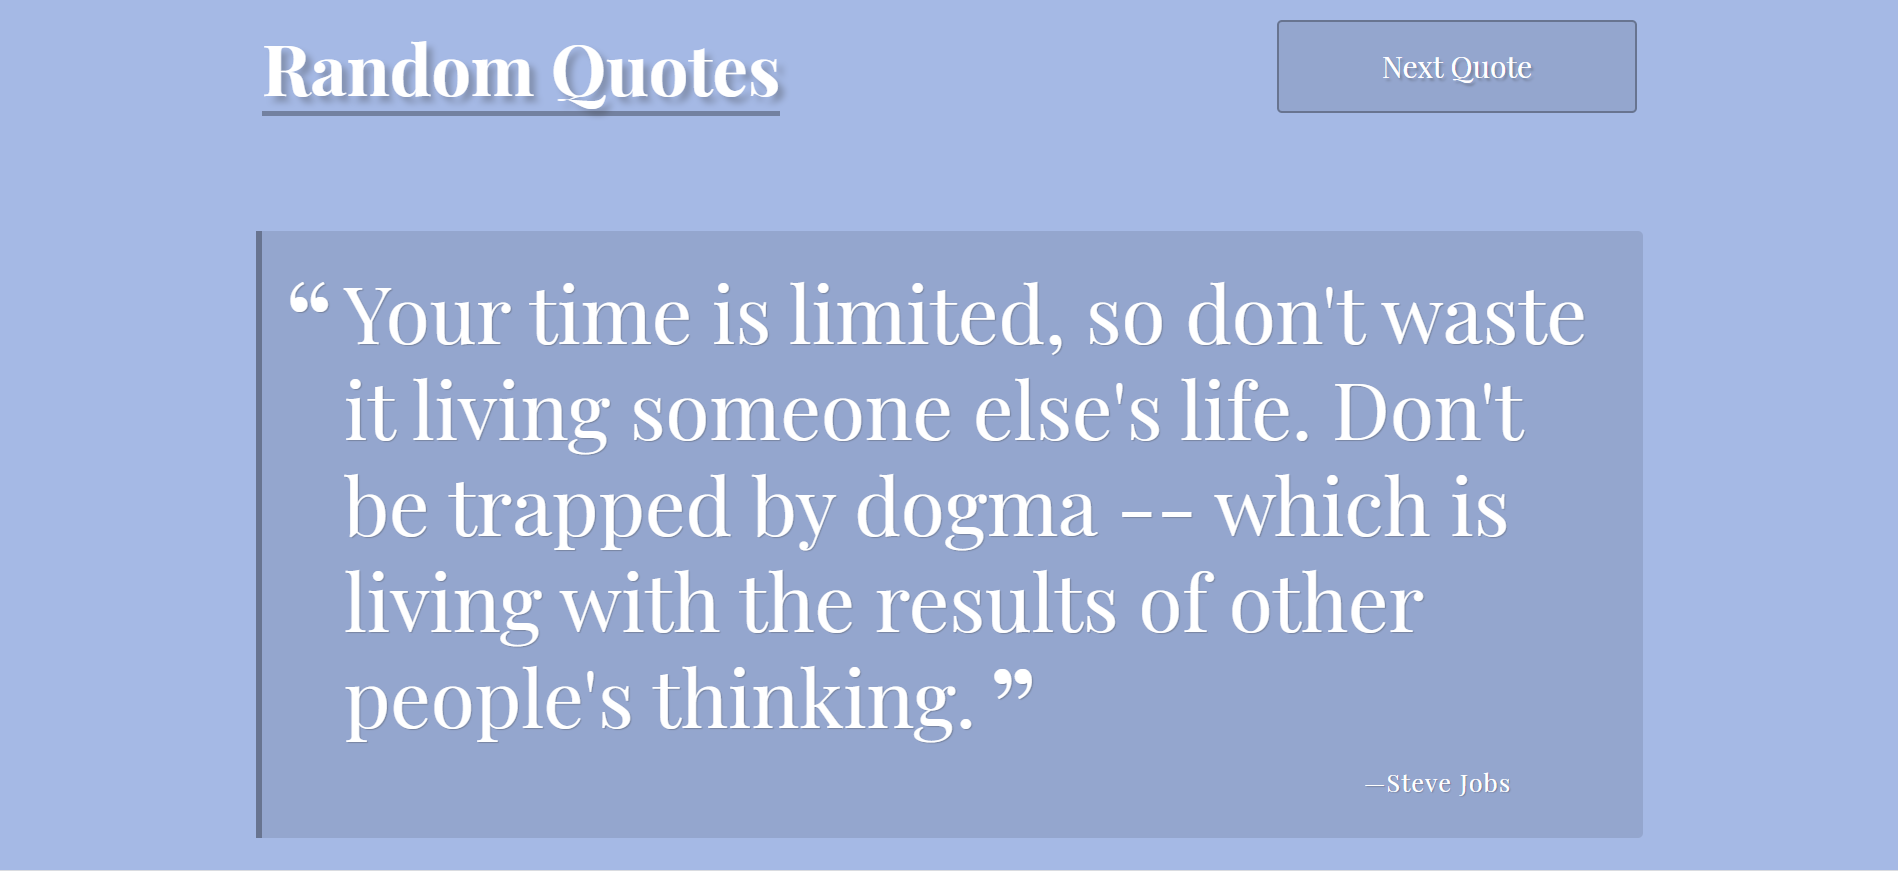 Random Quotes
Next Quote
“ Your time is limited, so don't waste
it living someone else's life. Don't
be trapped by dogma -- which is
living with the results of other
people's thinking. ”
—Steve Jobs